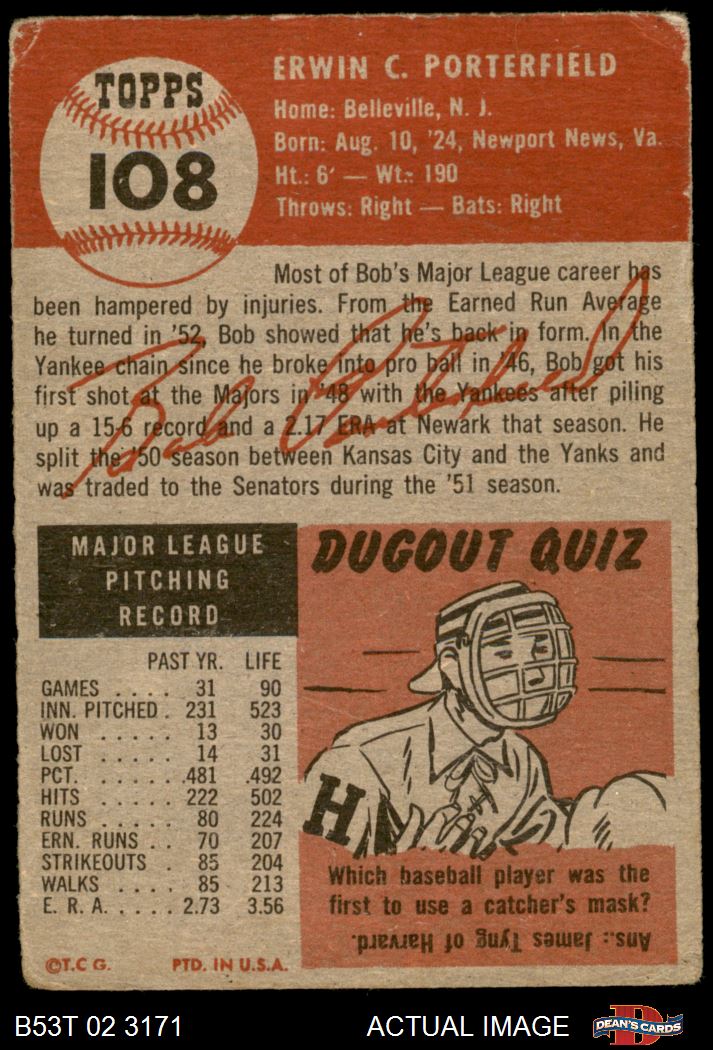 TOPPS
108
ERWIN C. PORTERFIELD
Home: Belleville, N. J.
Born: Aug. 10, '24, Newport News, Va.
Ht.: 6' — Wt.: 190
Throws: Right — Bats: Right
Most of Bob's Major League career has
been hampered by injuries. From the Earned Run Average
he turned in '52, Bob showed that he's back in form. In the
Yankee chain since he broke into pro ball in '46, Bob got his
first shot at the Majors in '48 with the Yankees after piling
up a 15-6 record and a 2.17 ERA at Newark that season. He
split the '50 season between Kansas City and the Yanks and
was traded to the Senators during the '51 season.
Bob Porterfield
MAJOR LEAGUE
PITCHING
RECORD
PAST YR. LIFE
GAMES . . . . 31 90
INN. PITCHED . 231 523
WON . . . . . 13 30
LOST . . . . . 14 31
PCT. . . . . . .481 .492
HITS . . . . . 222 502
RUNS . . . . . 80 224
ERN. RUNS . . 70 207
STRIKEOUTS . 85 204
WALKS . . . . 85 213
E. R. A. . . . . . 2.73 3.56
©T.C G. PTD. IN U.S.A.
DUGOUT QUIZ
H
Which baseball player was the
first to use a catcher's mask?
Ans.: James Tyng of Harvard.
B53T 02 3171 ACTUAL IMAGE
D
DEAN'S CARDS